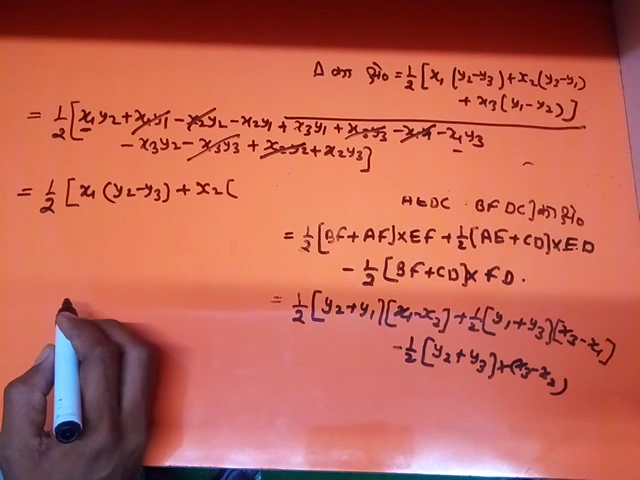 Δ का क्षे० = 1/2 [x₁(y₂-y₃)+x₂(y₃-y₁)
+ x₃(y₁-y₂)]
= 1/2 [x₁y₂+x₁y₁-x₂y₂-x₂y₁+x₃y₁+x₃y₃-x₁y₁-x₁y₃
- x₃y₂-x₃y₃+x₂y₂+x₂y₃]
= 1/2 [x₁(y₂-y₃)+x₂(
AEDC BFDC] का क्षे०
= 1/2 [BF+AF]×EF+1/2(AE+CD]×ED
- 1/2 [BF+CD]×FD.
= 1/2 [y₂+y₁][x₁-x₂]+1/2[y₁+y₃][x₃-x₁]
- 1/2 [y₂+y₃]+(x₃-x₂)